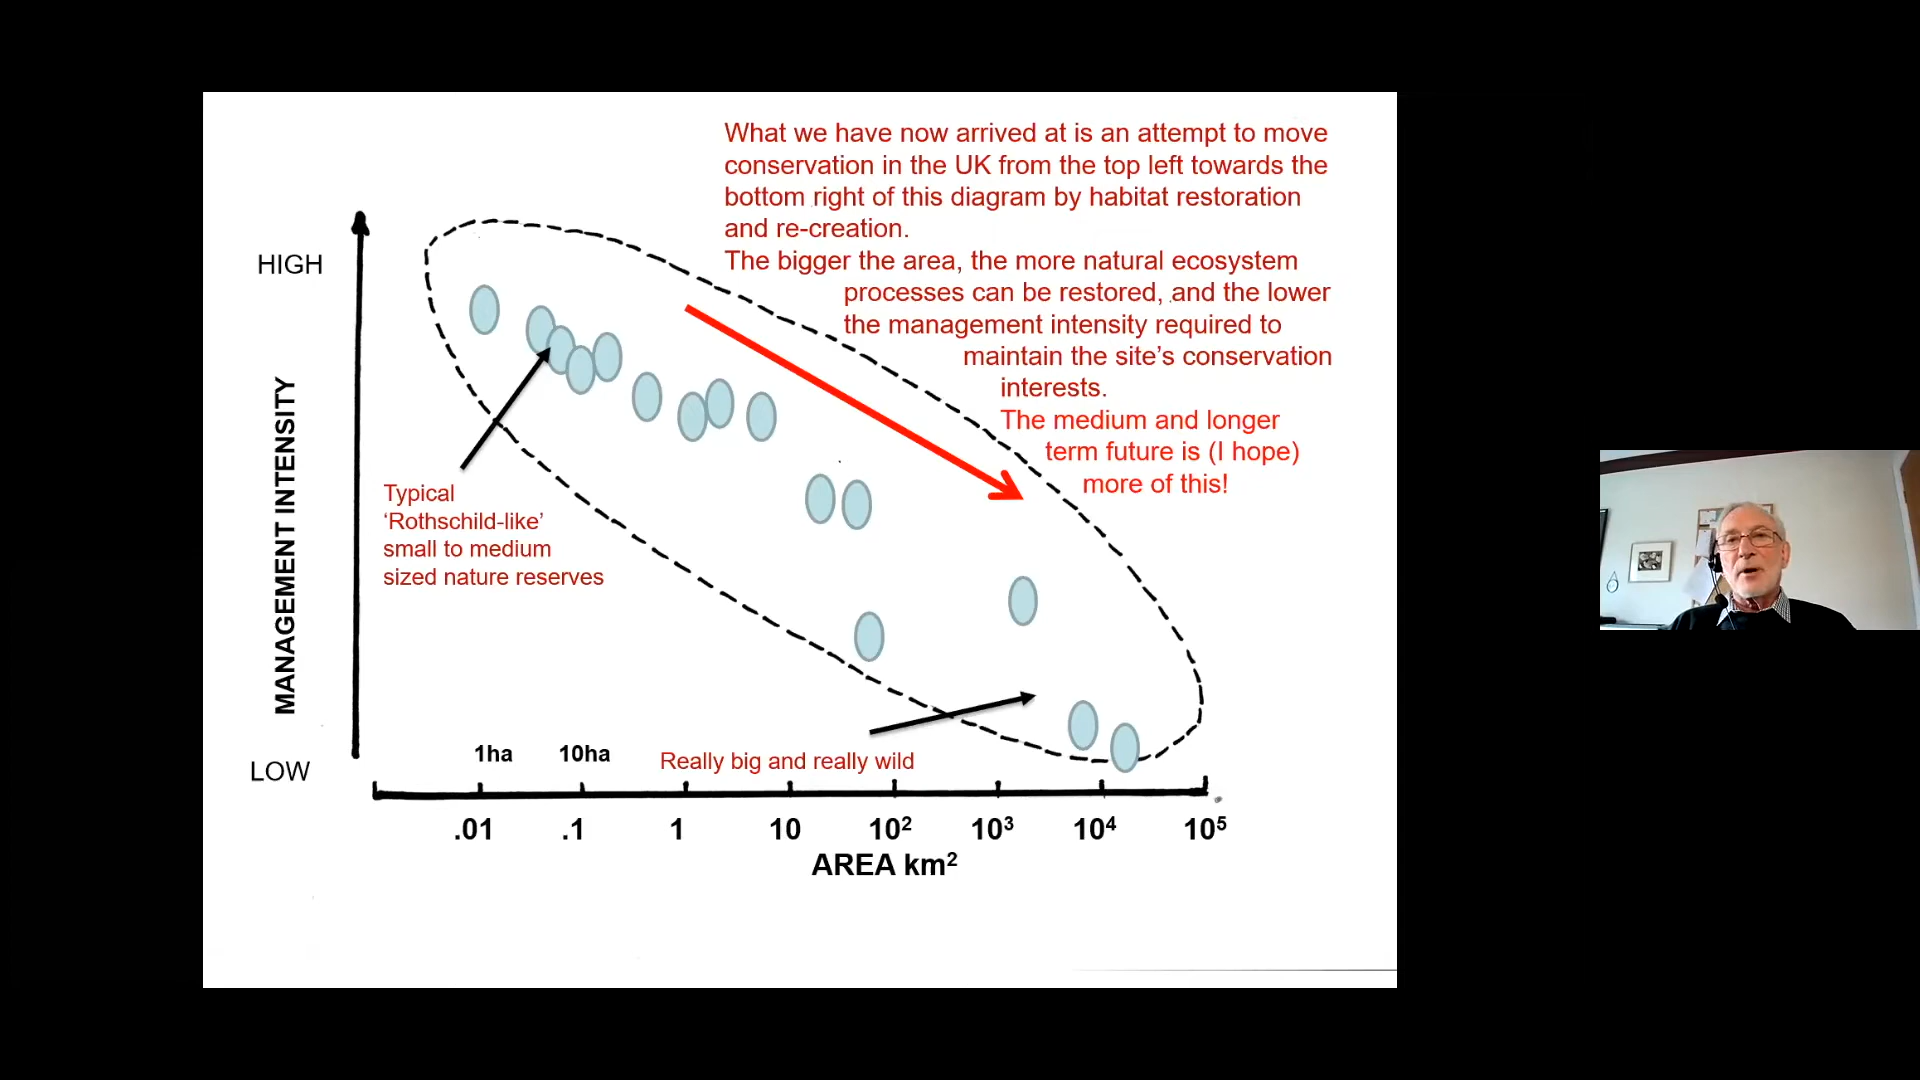 What we have now arrived at is an attempt to move
conservation in the UK from the top left towards the
bottom right of this diagram by habitat restoration
and re-creation.
The bigger the area, the more natural ecosystem
processes can be restored, and the lower
the management intensity required to
maintain the site’s conservation
interests.
The medium and longer
term future is (I hope)
more of this!
HIGH
MANAGEMENT INTENSITY
LOW
Typical
‘Rothschild-like’
small to medium
sized nature reserves
1ha 10ha
Really big and really wild
.01 .1 1 10 10² 10³ 10⁴ 10⁵
AREA km²